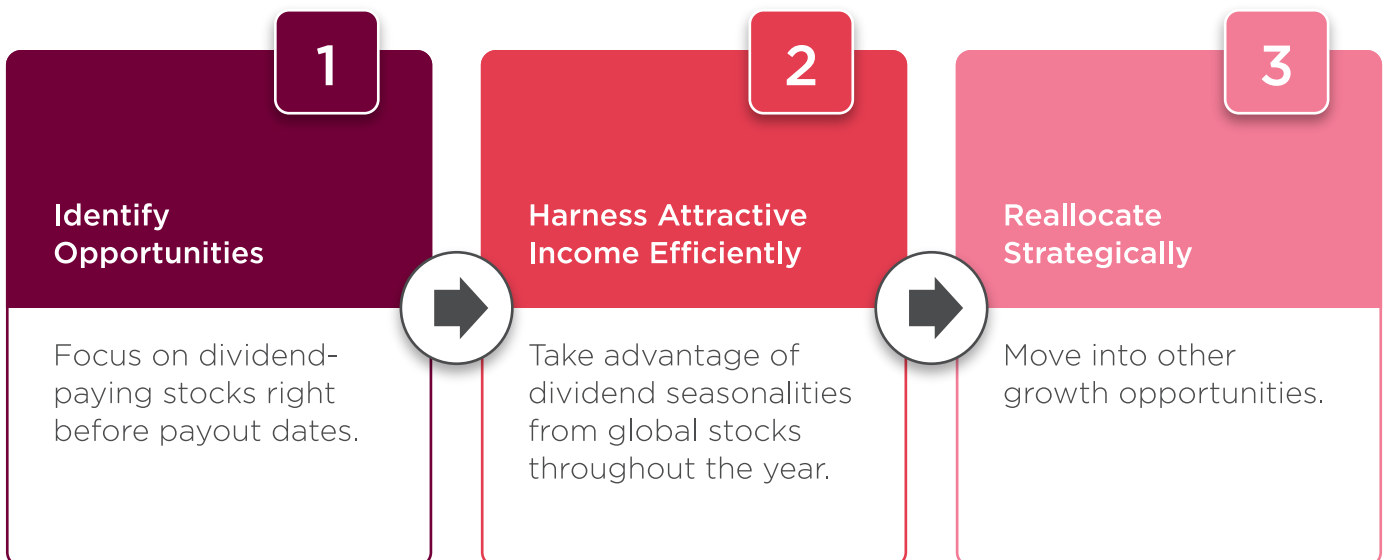 1
Identify
Opportunities
Focus on dividend-
paying stocks right
before payout dates.
2
Harness Attractive
Income Efficiently
Take advantage of
dividend seasonalities
from global stocks
throughout the year.
3
Reallocate
Strategically
Move into other
growth opportunities.